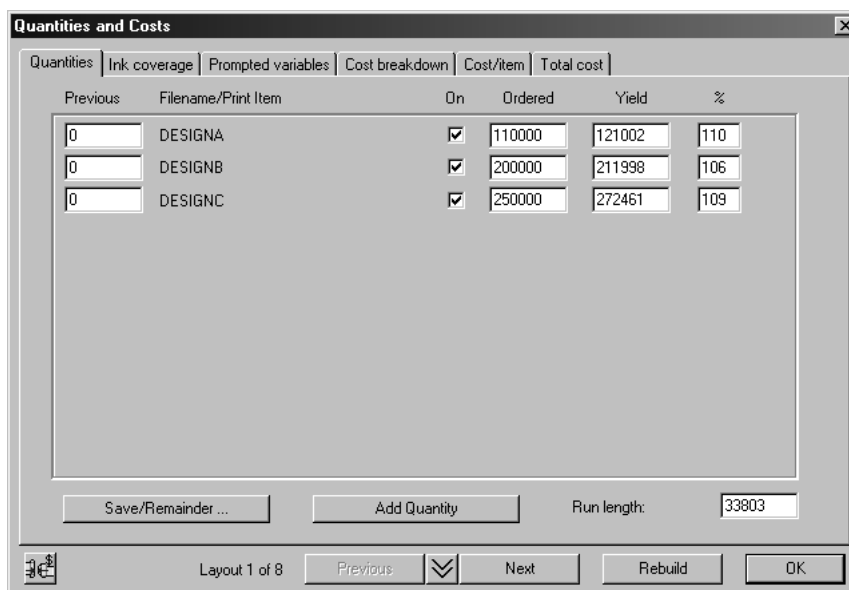 Quantities and Costs
Quantities Ink coverage Prompted variables Cost breakdown Cost/item Total cost
Previous Filename/Print Item On Ordered Yield %
0 DESIGNA 110000 121002 110
0 DESIGNB 200000 211998 106
0 DESIGNC 250000 272461 109
Save/Remainder ... Add Quantity Run length: 33803
Layout 1 of 8 Previous Next Rebuild OK